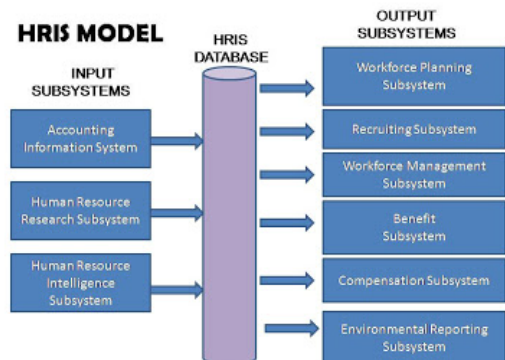 HRIS MODEL
INPUT
SUBSYSTEMS
Accounting
Information System
Human Resource
Research Subsystem
Human Resource
Intelligence
Subsystem
HRIS
DATABASE
OUTPUT
SUBSYSTEMS
Workforce Planning
Subsystem
Recruiting Subsystem
Workforce Management
Subsystem
Benefit
Subsystem
Compensation Subsystem
Environmental Reporting
Subsystem